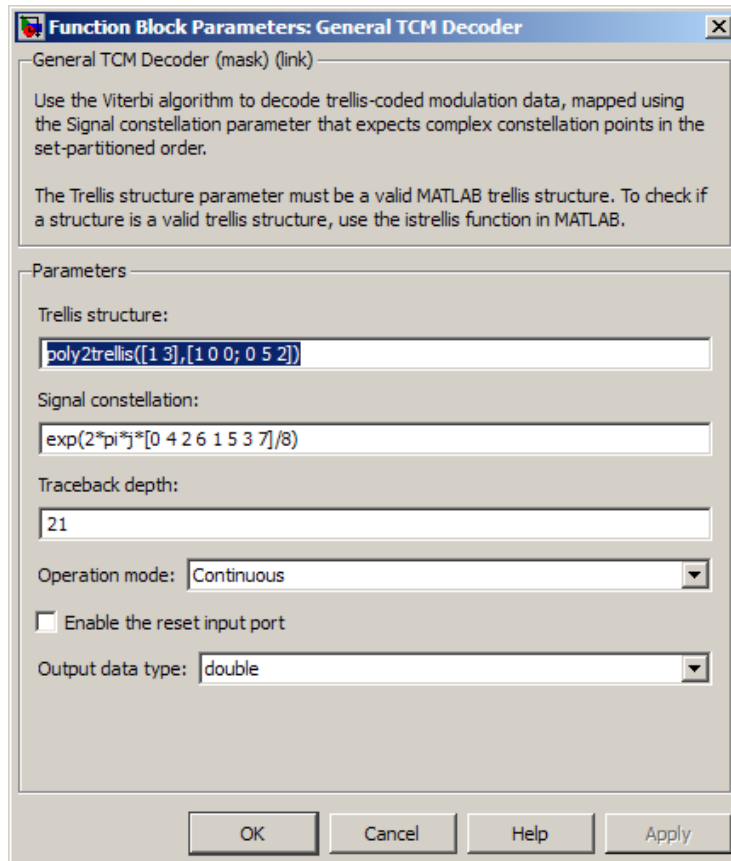 Function Block Parameters: General TCM Decoder
General TCM Decoder (mask) (link)
Use the Viterbi algorithm to decode trellis-coded modulation data, mapped using
the Signal constellation parameter that expects complex constellation points in the
set-partitioned order.
The Trellis structure parameter must be a valid MATLAB trellis structure. To check if
a structure is a valid trellis structure, use the istrellis function in MATLAB.
Parameters
Trellis structure:
poly2trellis([1 3],[1 0 0; 0 5 2])
Signal constellation:
exp(2*pi*j*[0 4 2 6 1 5 3 7]/8)
Traceback depth:
21
Operation mode: Continuous
Enable the reset input port
Output data type: double
OK Cancel Help Apply